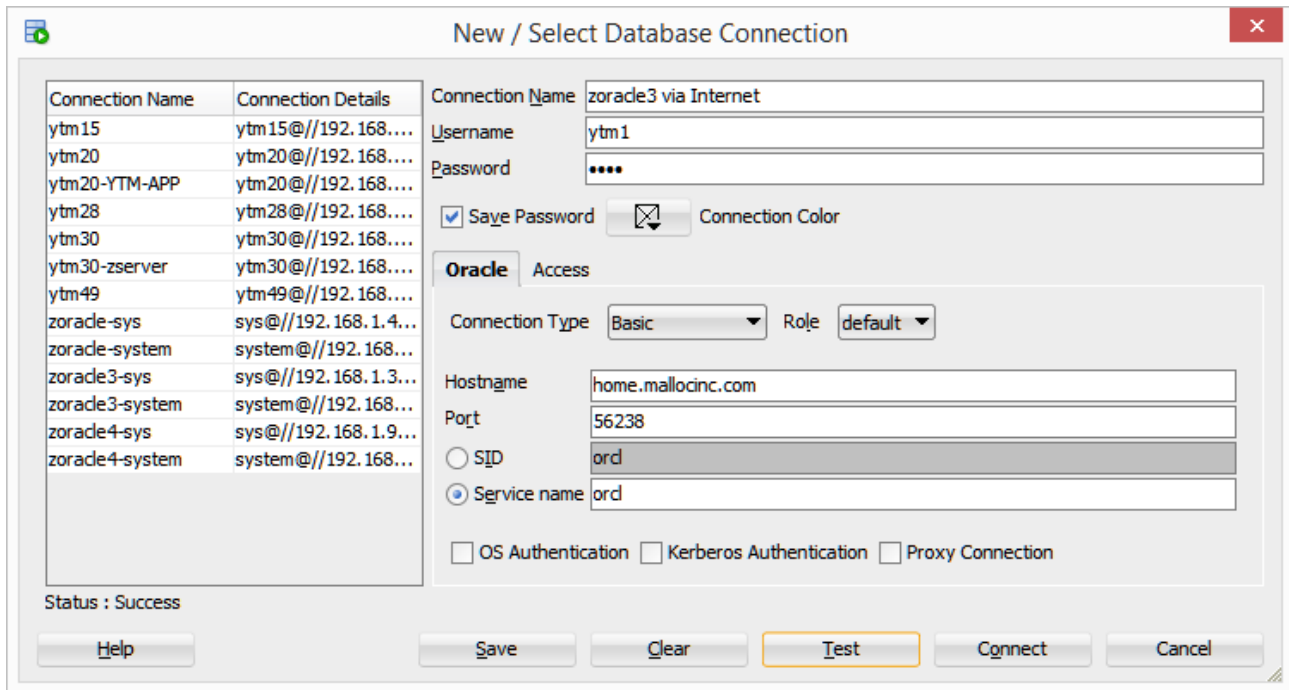 New / Select Database Connection
Connection Name Connection Details
ytm15 ytm15@//192.168....
ytm20 ytm20@//192.168....
ytm20-YTM-APP ytm20@//192.168....
ytm28 ytm28@//192.168....
ytm30 ytm30@//192.168....
ytm30-zserver ytm30@//192.168....
ytm49 ytm49@//192.168....
zoracle-sys sys@//192.168.1.4...
zoracle-system system@//192.168...
zoracle3-sys sys@//192.168.1.3...
zoracle3-system system@//192.168...
zoracle4-sys sys@//192.168.1.9...
zoracle4-system system@//192.168...
Connection Name zoracle3 via Internet
Username ytm1
Password ••••
Save Password Connection Color
Oracle Access
Connection Type Basic Role default
Hostname home.mallocinc.com
Port 56238
SID orcl
Service name orcl
OS Authentication Kerberos Authentication Proxy Connection
Status : Success
Help Save Clear Test Connect Cancel